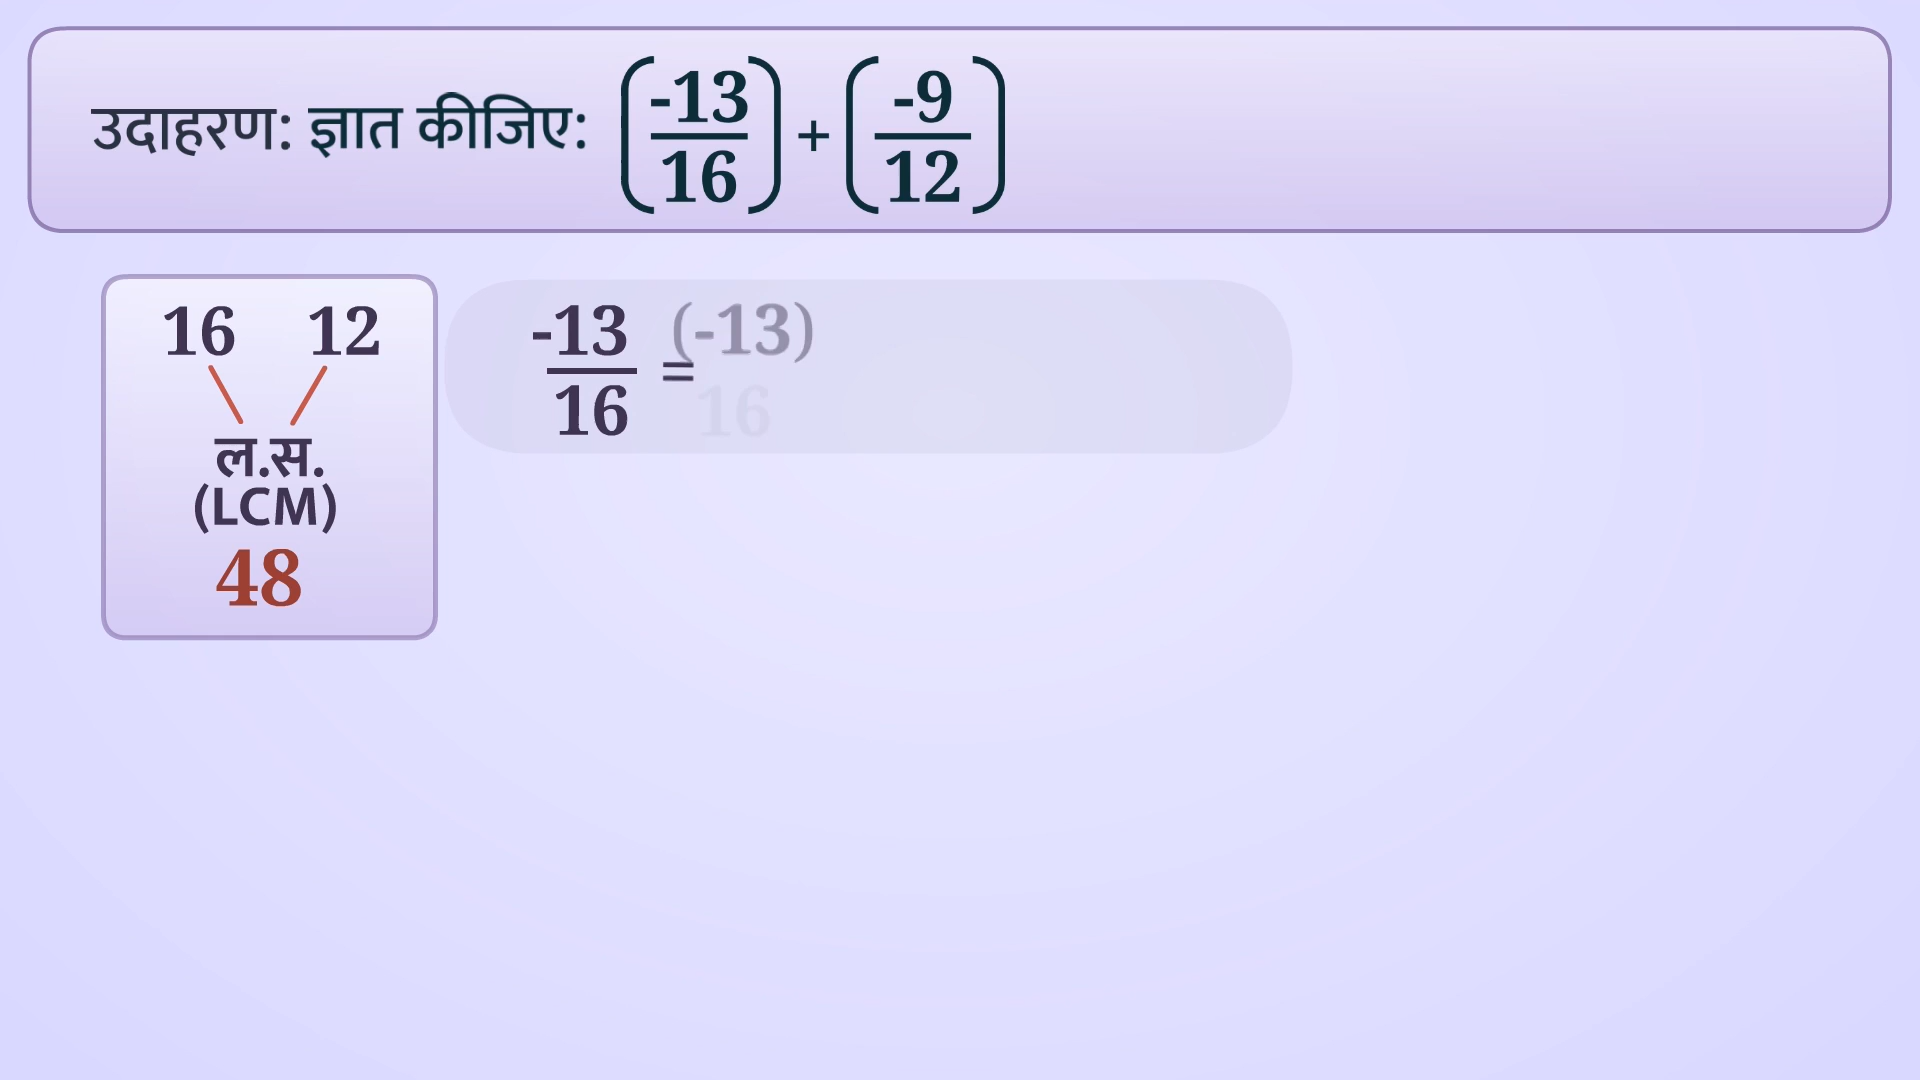 उदाहरण: ज्ञात कीजिए: (-13/16) + (-9/12)
16 12
ल.स.
(LCM)
48
-13/16 = (-13)
16